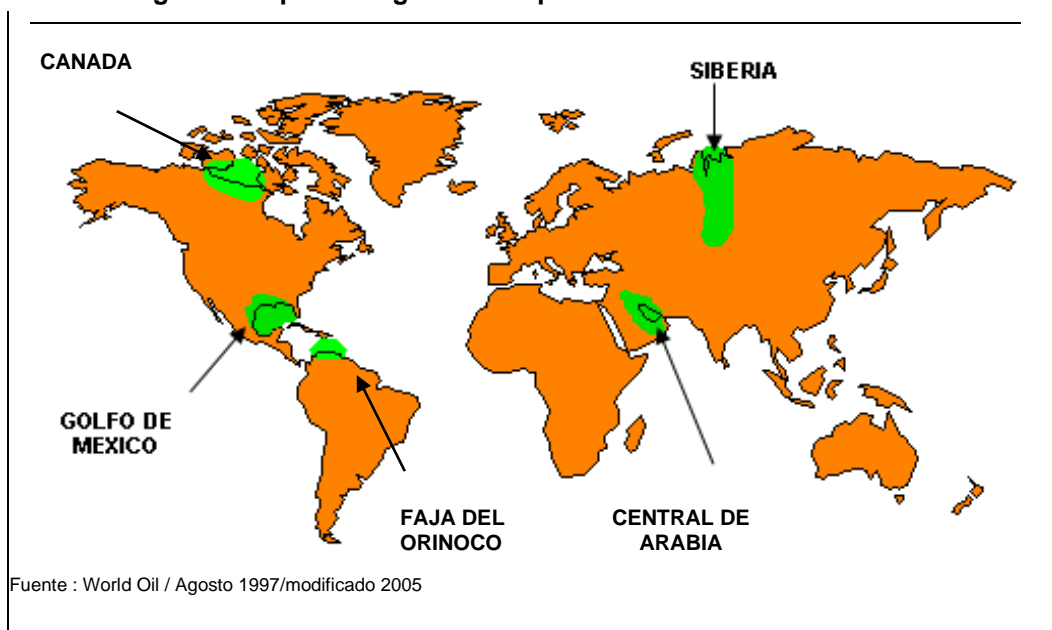 CANADA
SIBERIA
GOLFO DE
MEXICO
FAJA DEL
ORINOCO
CENTRAL DE
ARABIA
Fuente : World Oil / Agosto 1997/modificado 2005